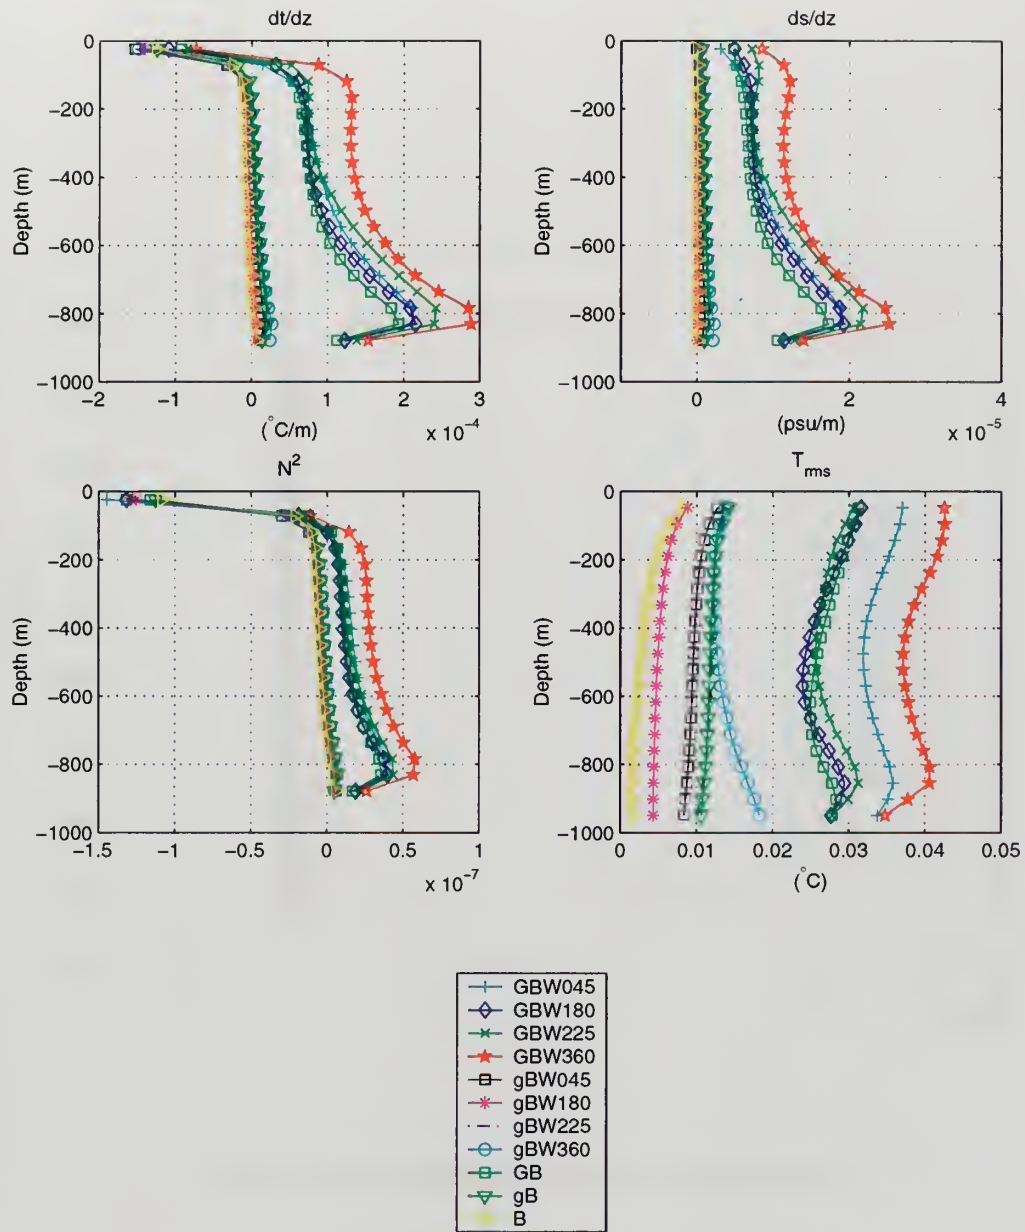 dt/dz
ds/dz
0
−200
−400
−600
−800
−1000
Depth (m)
−2
−1
0
1
2
3
(°C/m)
x 10⁻⁴
0
−200
−400
−600
−800
−1000
Depth (m)
0
2
4
(psu/m)
x 10⁻⁵
N²
T_rms
0
−200
−400
−600
−800
−1000
Depth (m)
−1.5
−1
−0.5
0
0.5
1
x 10⁻⁷
0
−200
−400
−600
−800
−1000
Depth (m)
0
0.01
0.02
0.03
0.04
0.05
(°C)
GBW045
GBW180
GBW225
GBW360
gBW045
gBW180
gBW225
gBW360
GB
gB
B